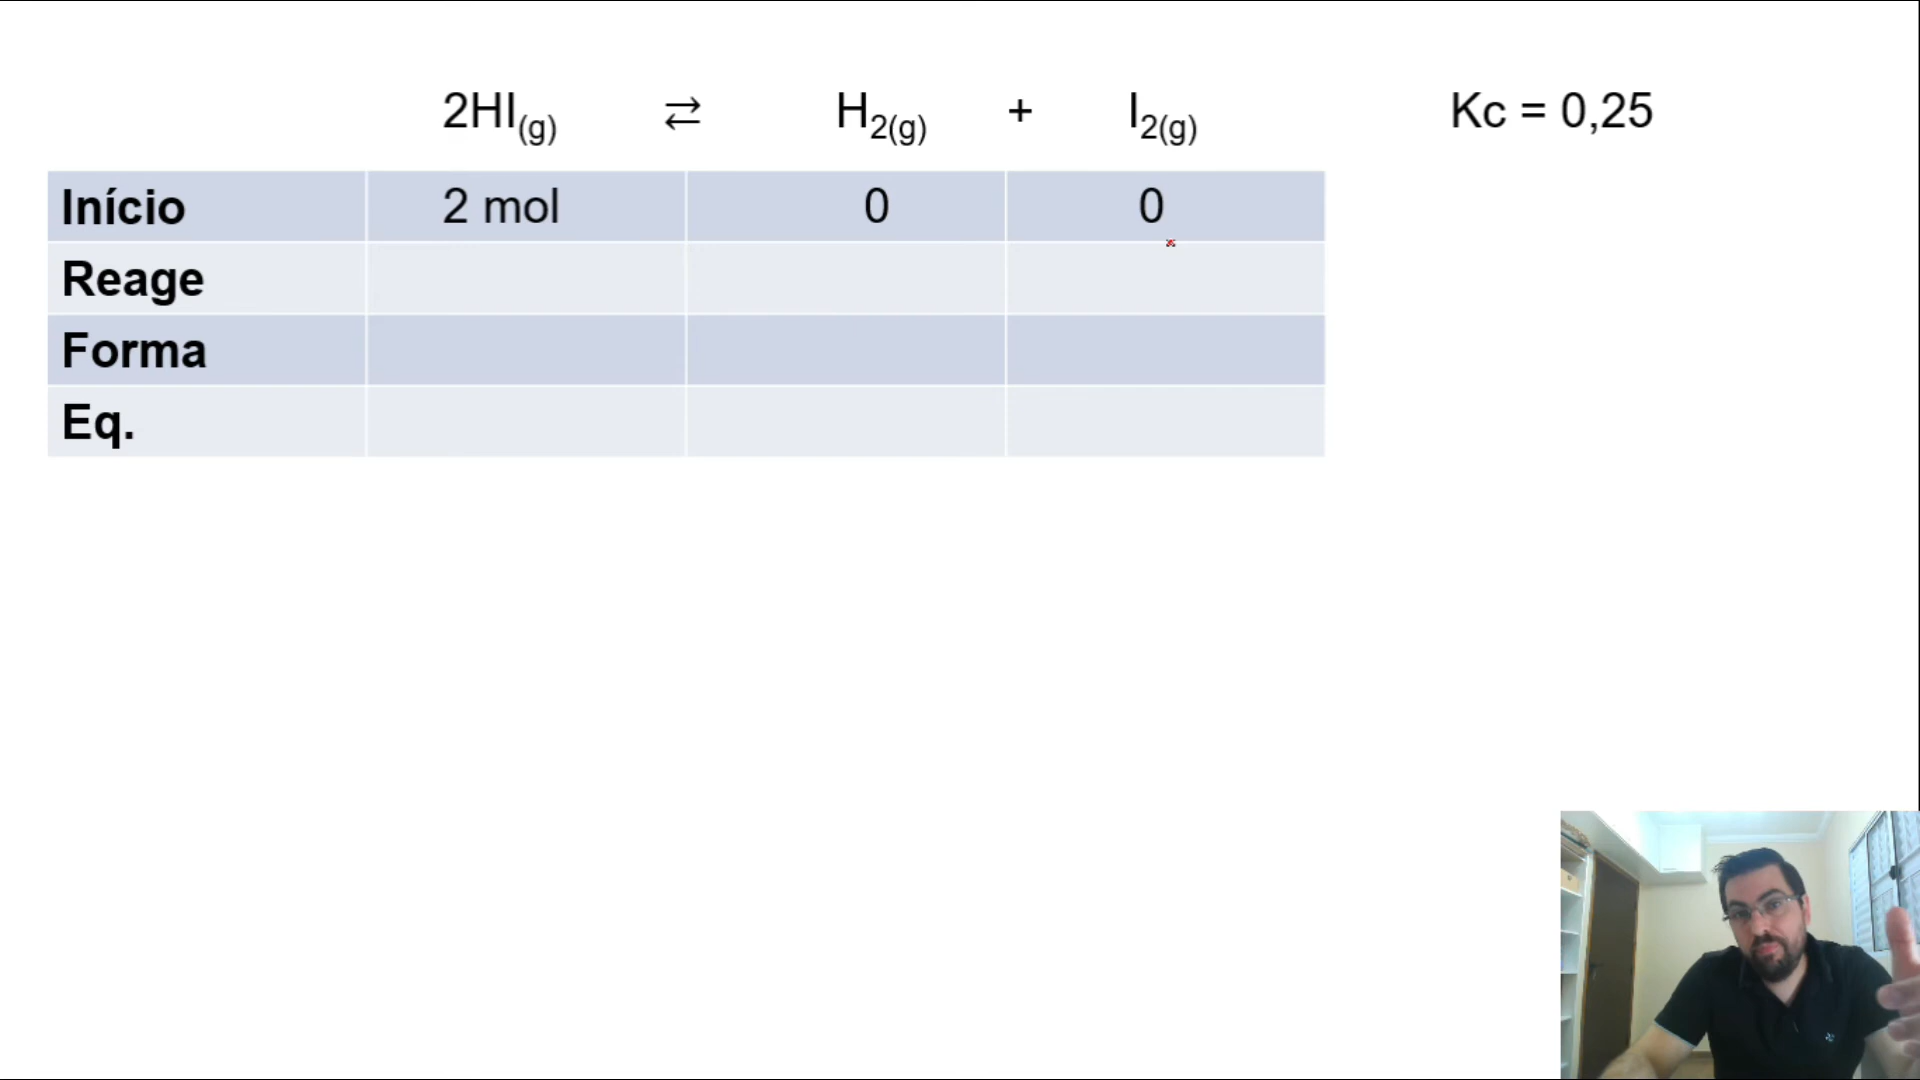 2HI(g) ⇄ H2(g) + I2(g) Kc = 0,25
Início 2 mol 0 0
Reage
Forma
Eq.